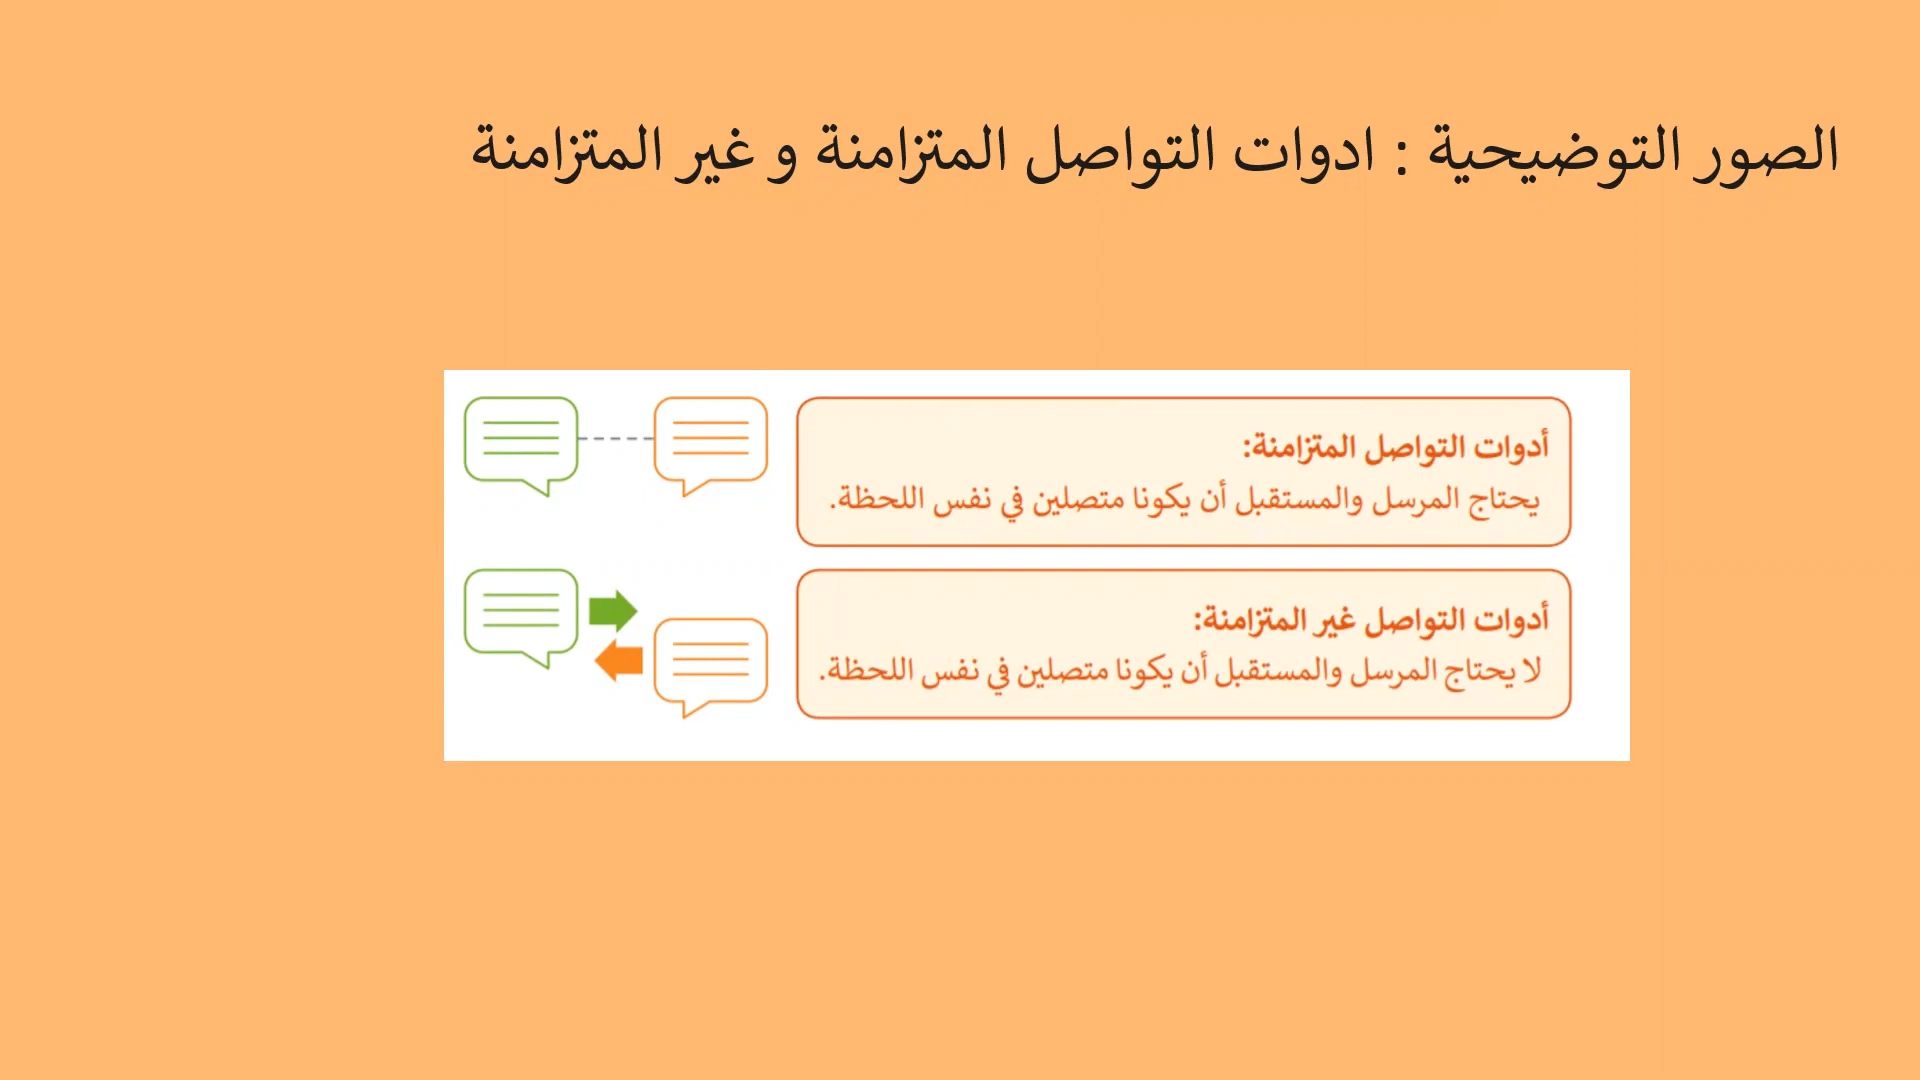 الصور التوضيحية : ادوات التواصل المتزامنة و غير المتزامنة
أدوات التواصل المتزامنة:
يحتاج المرسل والمستقبل أن يكونا متصلين في نفس اللحظة.
أدوات التواصل غير المتزامنة:
لا يحتاج المرسل والمستقبل أن يكونا متصلين في نفس اللحظة.